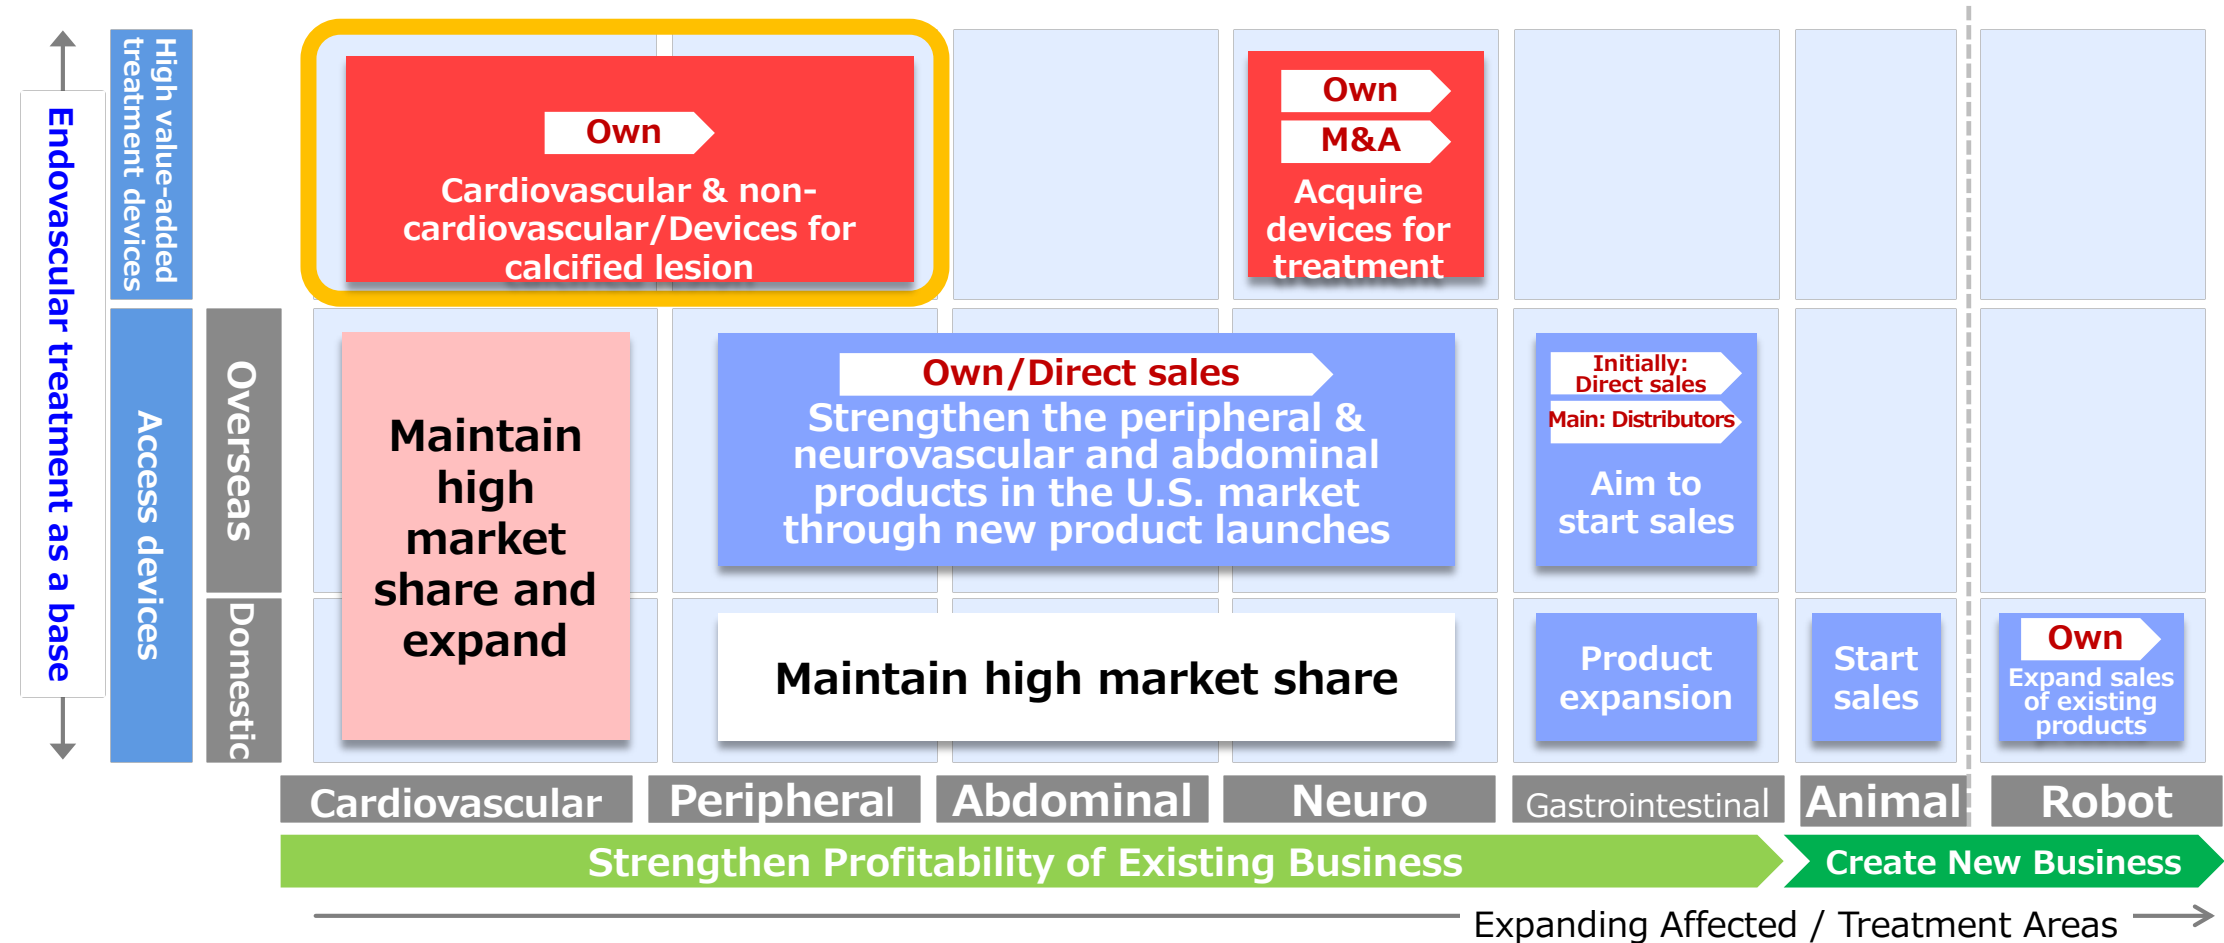 Endovascular treatment as a base
High value-added
treatment devices
Access devices
Overseas
Domestic
Own
Cardiovascular & non-
cardiovascular/Devices for
calcified lesion
Own
M&A
Acquire
devices for
treatment
Maintain
high
market
share and
expand
Own/Direct sales
Strengthen the peripheral &
neurovascular and abdominal
products in the U.S. market
through new product launches
Initially:
Direct sales
Main: Distributors
Aim to
start sales
Maintain high market share
Product
expansion
Start
sales
Own
Expand sales
of existing
products
Cardiovascular
Peripheral
Abdominal
Neuro
Gastrointestinal
Animal
Robot
Strengthen Profitability of Existing Business
Create New Business
Expanding Affected / Treatment Areas